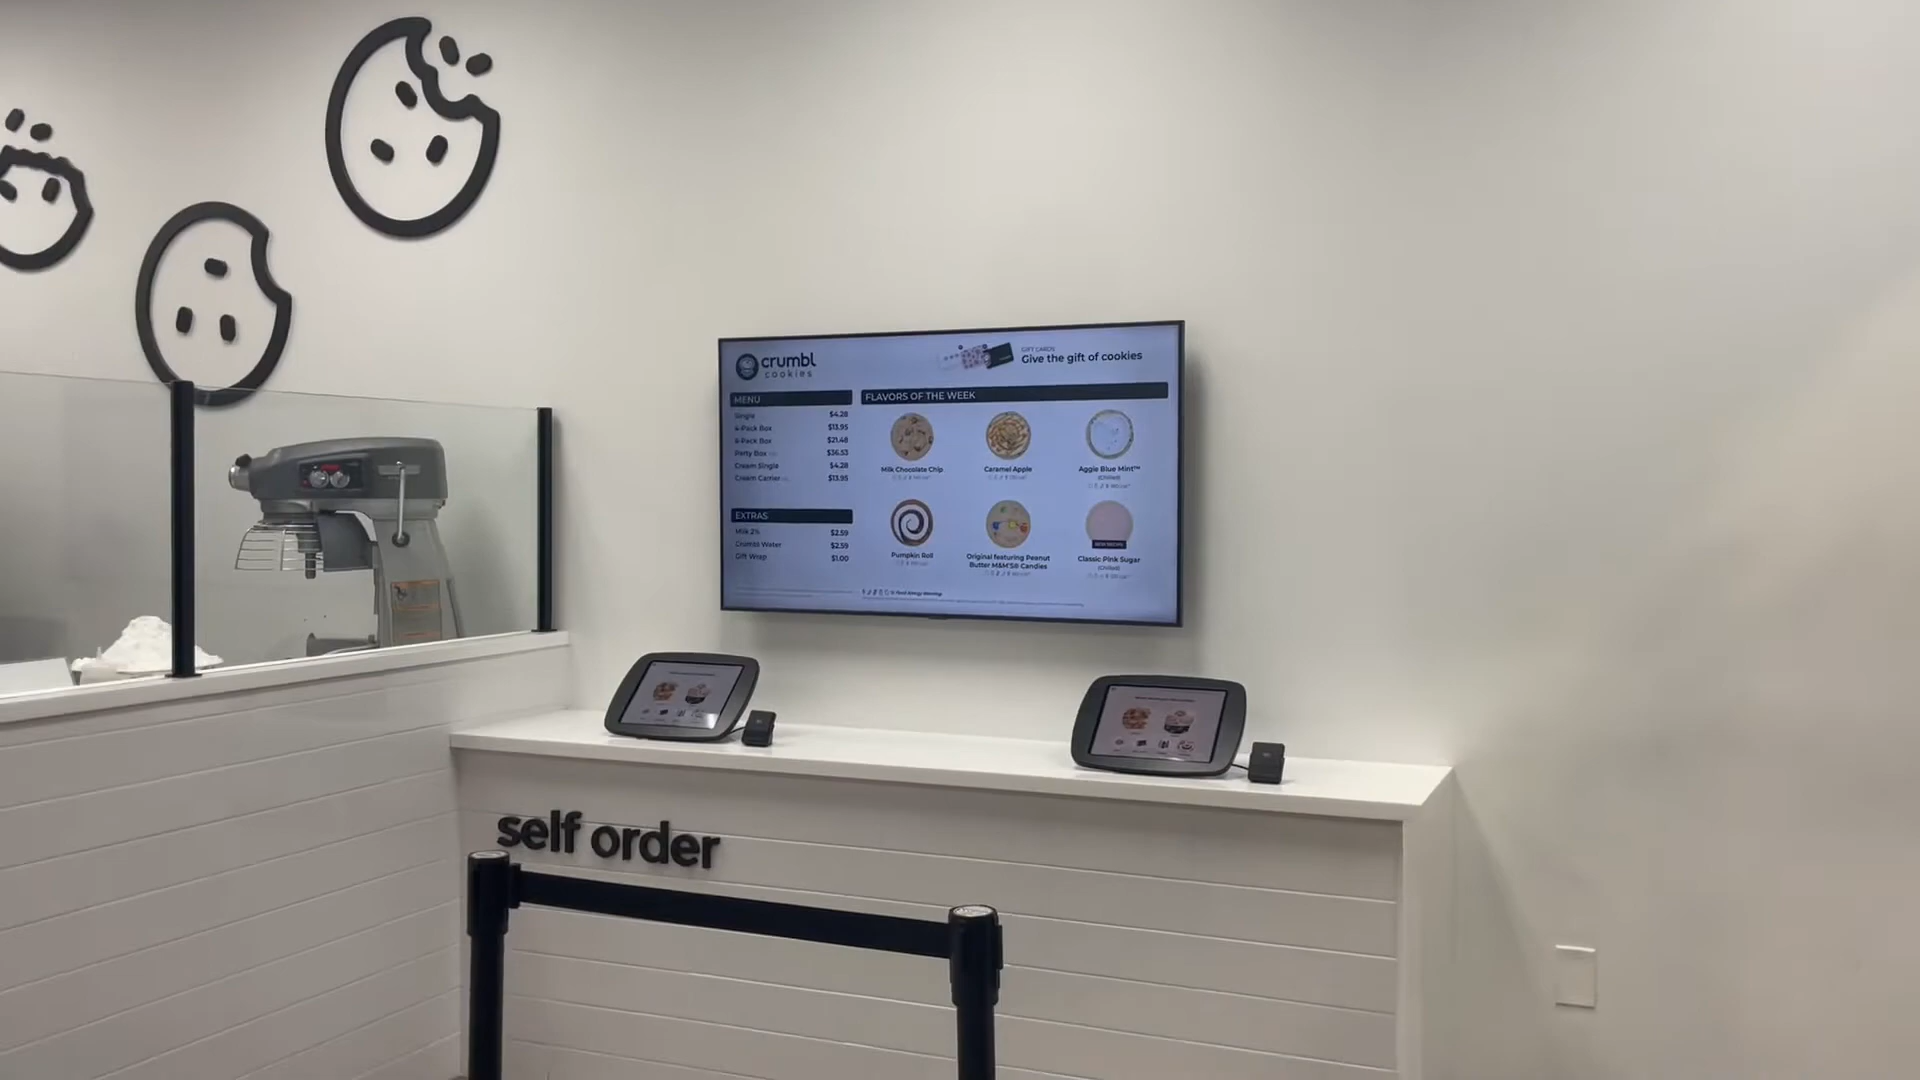 crumbl
cookies
GIFT CARDS
Give the gift of cookies
MENU
Single $4.28
4-Pack Box $13.95
6-Pack Box $21.48
Party Box $36.53
Cream Single $4.28
Cream Carrier $13.95
EXTRAS
Milk 2% $2.59
Crumbl Water $2.59
Gift Wrap $1.00
FLAVORS OF THE WEEK
Milk Chocolate Chip
Caramel Apple
Aggie Blue Mint™
(Chilled)
Pumpkin Roll
Original featuring Peanut
Butter M&M'S® Candies
Classic Pink Sugar
(Chilled)
self order